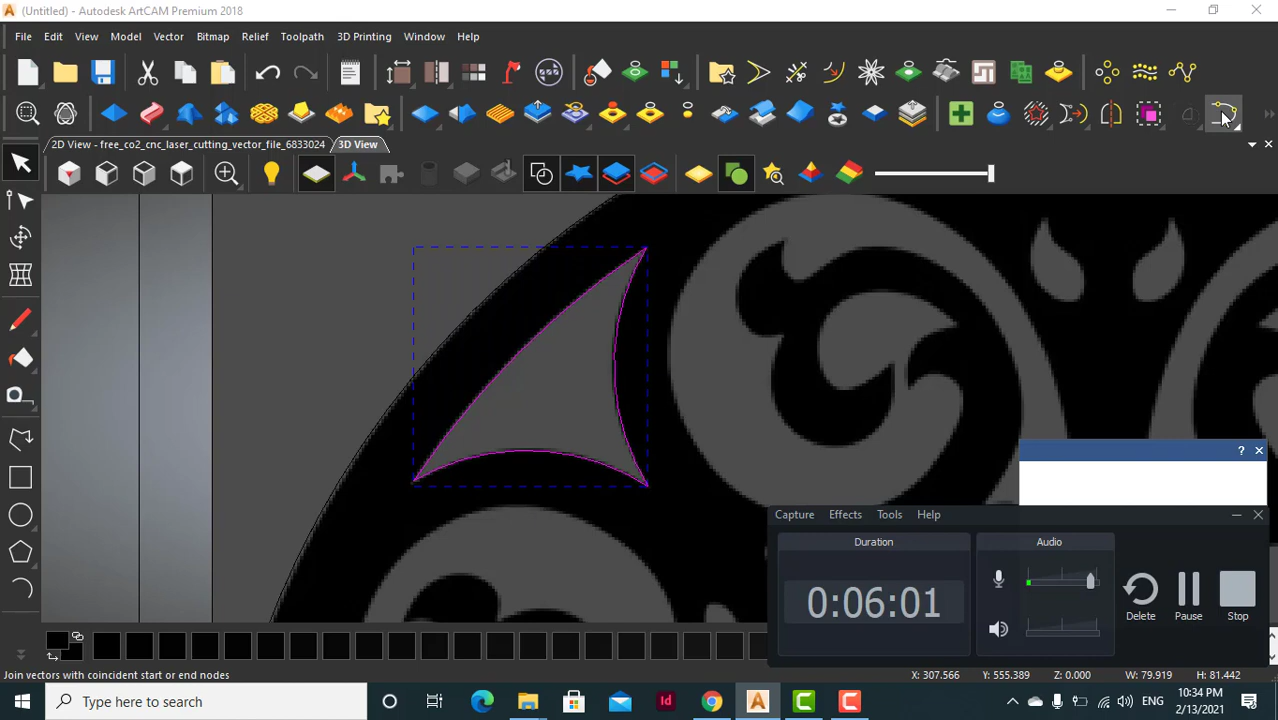 (Untitled) - Autodesk ArtCAM Premium 2018
File Edit View Model Vector Bitmap Relief Toolpath 3D Printing Window Help
2D View - free_co2_cnc_laser_cutting_vector_file_6833024 3D View
?
Capture Effects Tools Help
Duration Audio
0:06:01
Delete Pause Stop
Join vectors with coincident start or end nodes X: 307.566 Y: 555.389 Z: 0.000 W: 79.919 H: 81.442
Type here to search
Id
A
C
C
ENG
10:34 PM
2/13/2021